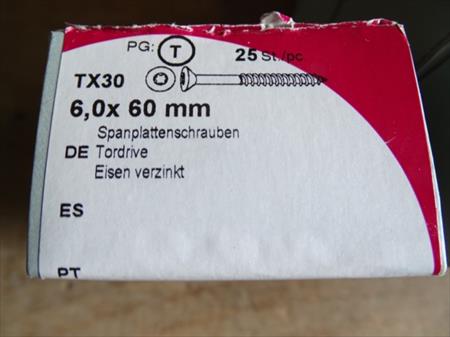 PG: T 25 St./pc
TX30
6,0x 60 mm
Spanplattenschrauben
DE Tordrive
Eisen verzinkt
ES
PT